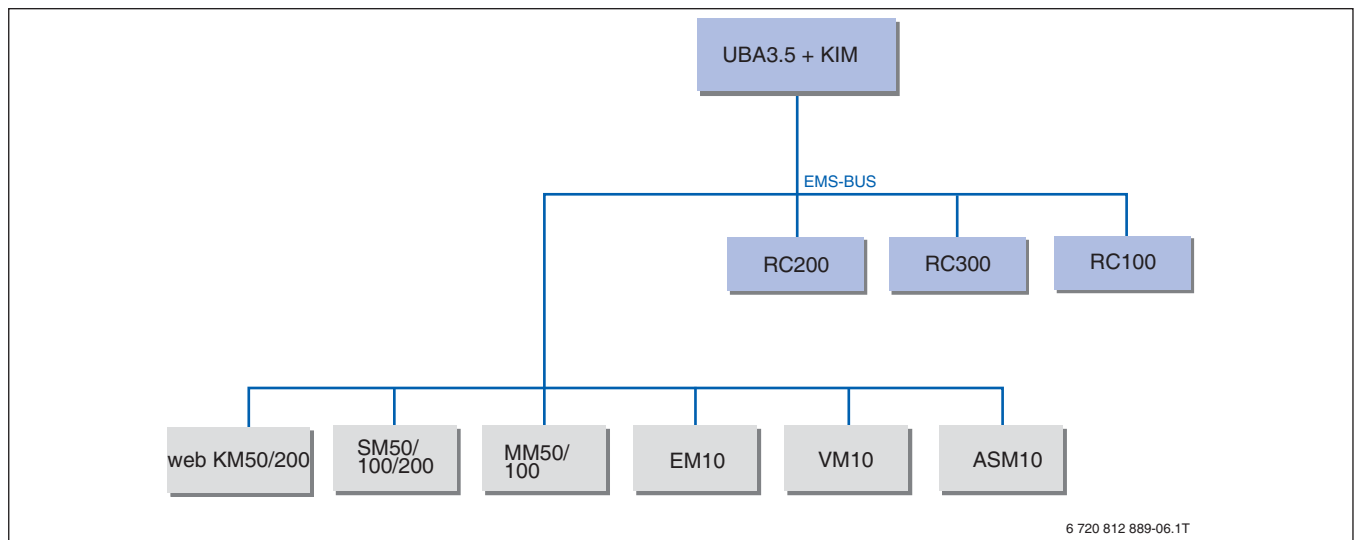 UBA3.5 + KIM
EMS-BUS
RC200
RC300
RC100
web KM50/200
SM50/
100/200
MM50/
100
EM10
VM10
ASM10
6 720 812 889-06.1T